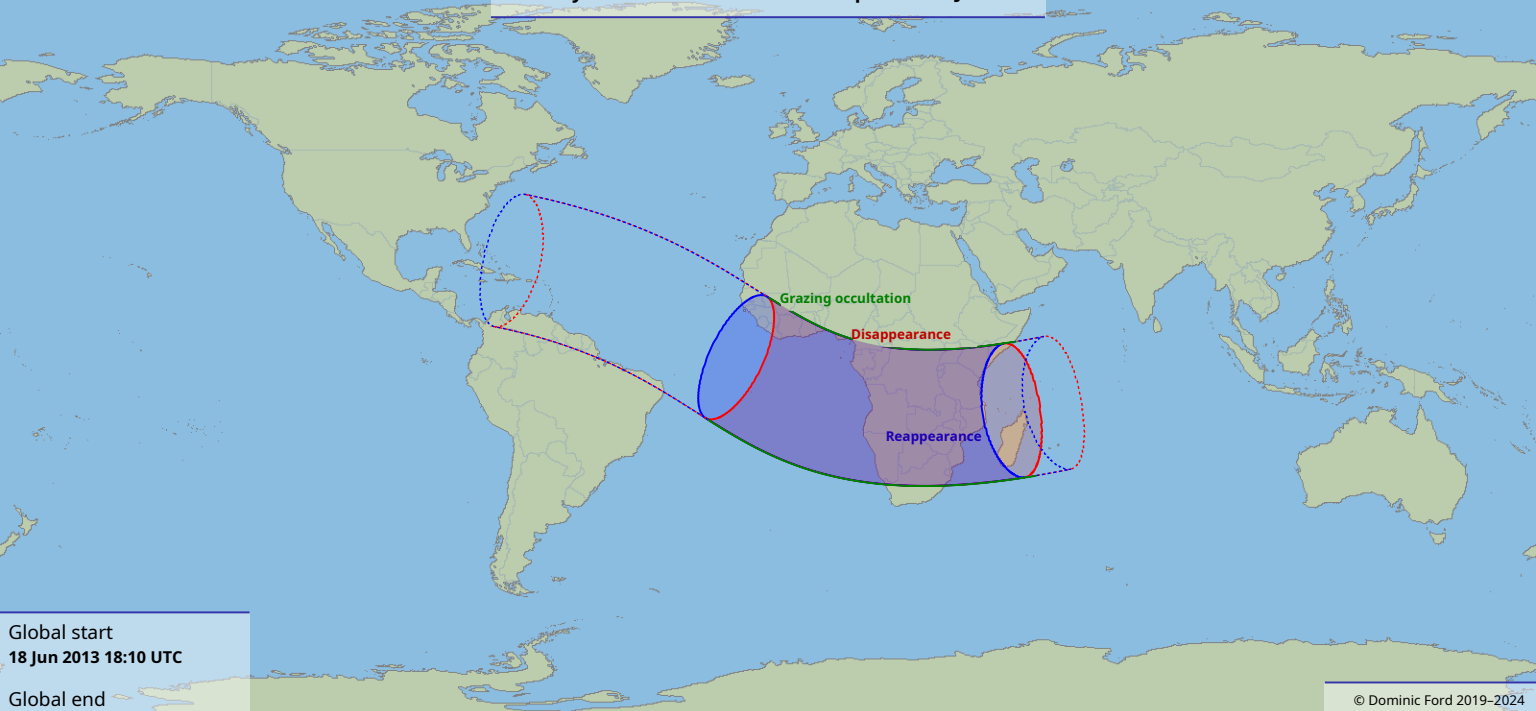 Grazing occultation
Disappearance
Reappearance
Global start
18 Jun 2013 18:10 UTC
Global end
© Dominic Ford 2019–2024